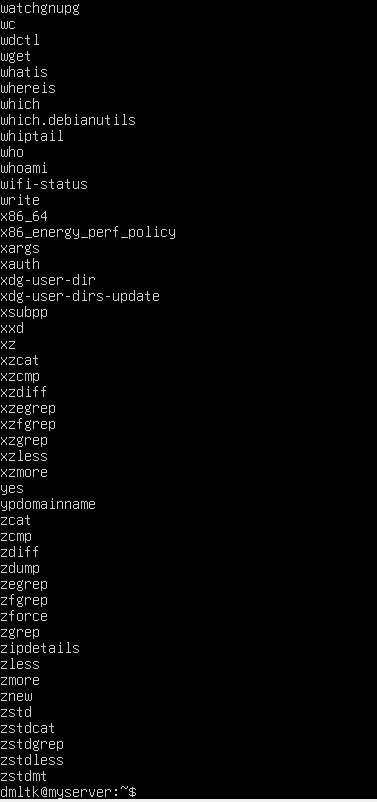 watchgnupg
wc
wdctl
wget
whatis
whereis
which
which.debianutils
whiptail
who
whoami
wifi-status
write
x86_64
x86_energy_perf_policy
xargs
xauth
xdg-user-dir
xdg-user-dirs-update
xsubpp
xxd
xz
xzcat
xzcmp
xzdiff
xzegrep
xzfgrep
xzgrep
xzless
xzmore
yes
ypdomainname
zcat
zcmp
zdiff
zdump
zegrep
zfgrep
zforce
zgrep
zipdetails
zless
zmore
znew
zstd
zstdcat
zstdgrep
zstdless
zstdmt
dmltk@myserver:~$